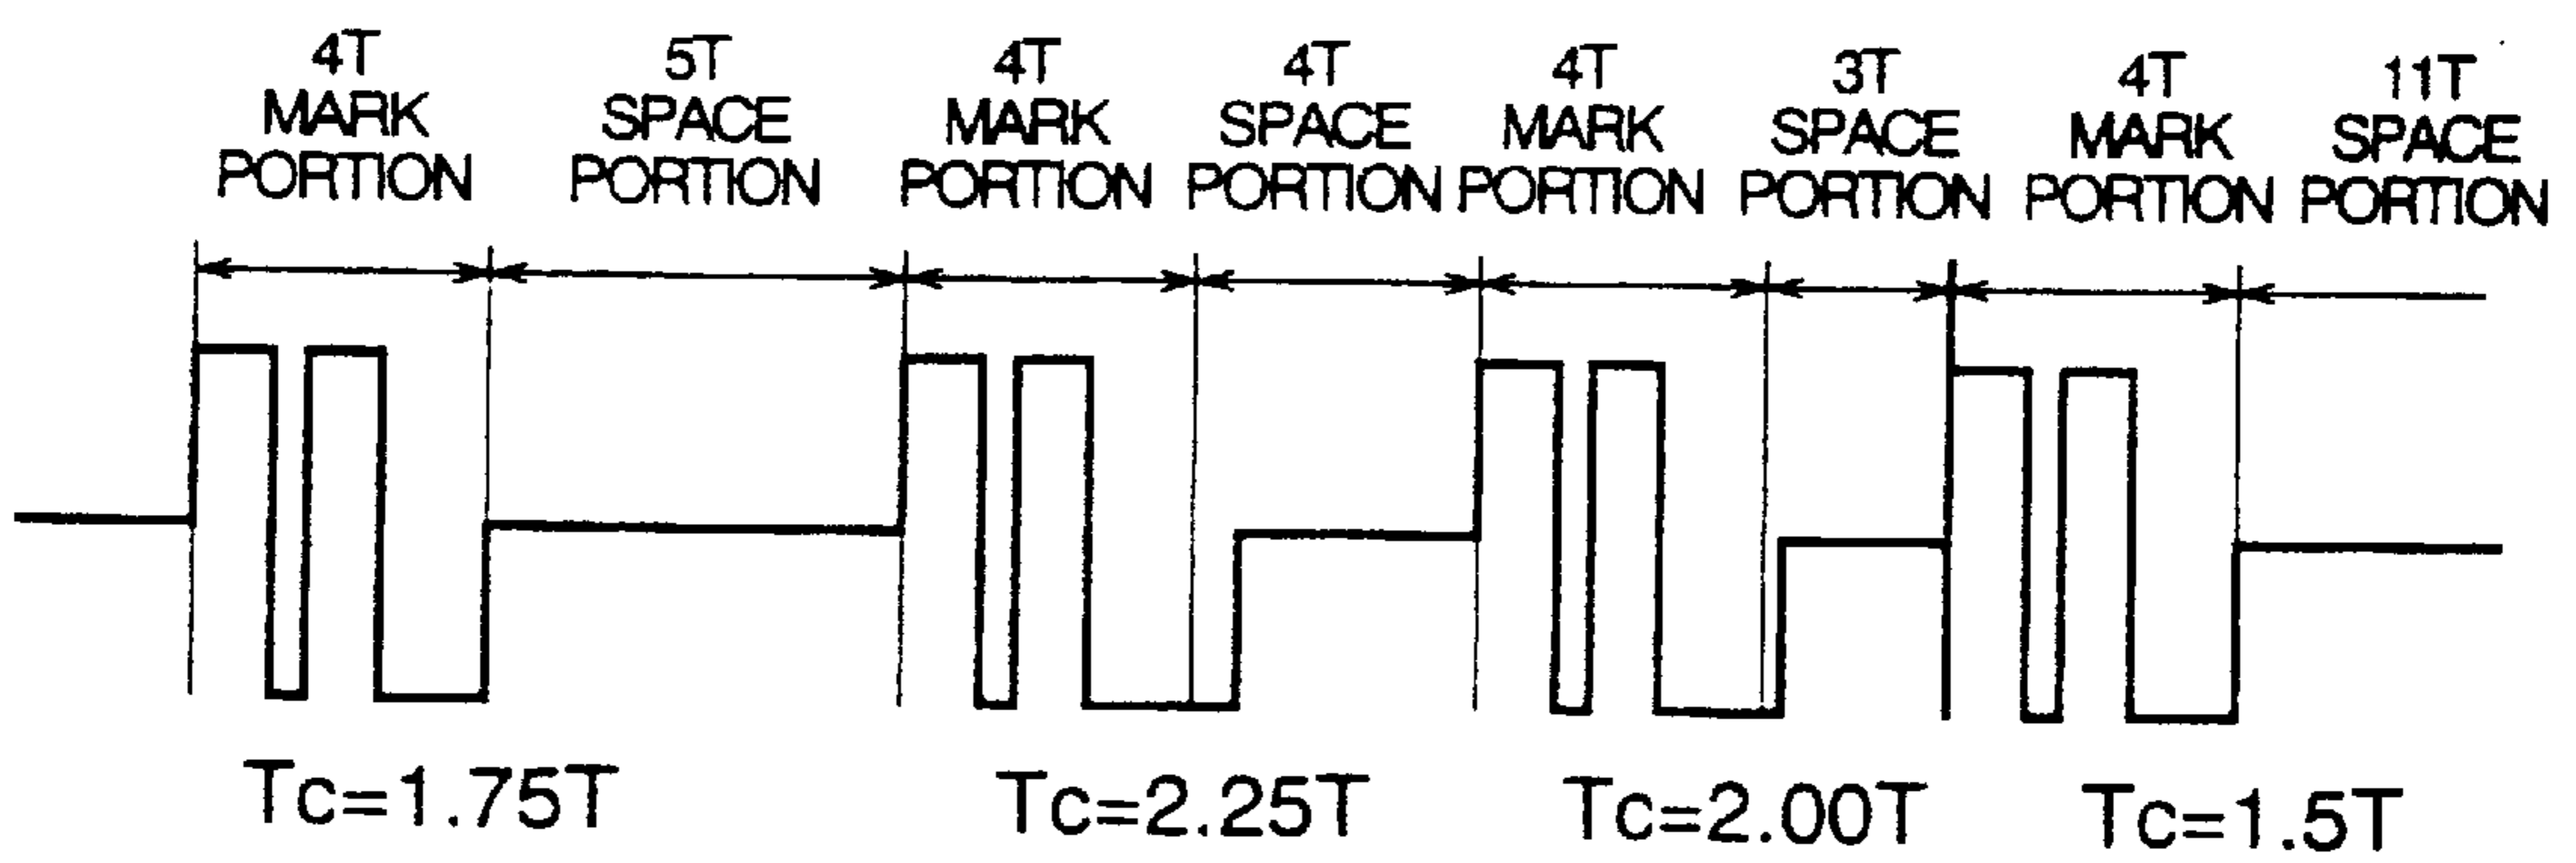 4T
MARK
PORTION
5T
SPACE
PORTION
4T
MARK
PORTION
4T
SPACE
PORTION
4T
MARK
PORTION
3T
SPACE
PORTION
4T
MARK
PORTION
11T
SPACE
PORTION
Tc=1.75T
Tc=2.25T
Tc=2.00T
Tc=1.5T